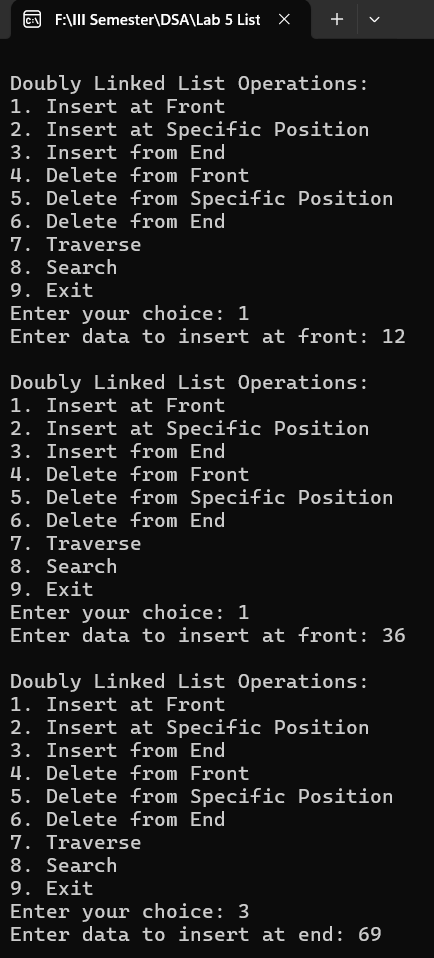 F:\III Semester\DSA\Lab 5 List
Doubly Linked List Operations:
1. Insert at Front
2. Insert at Specific Position
3. Insert from End
4. Delete from Front
5. Delete from Specific Position
6. Delete from End
7. Traverse
8. Search
9. Exit
Enter your choice: 1
Enter data to insert at front: 12
Doubly Linked List Operations:
1. Insert at Front
2. Insert at Specific Position
3. Insert from End
4. Delete from Front
5. Delete from Specific Position
6. Delete from End
7. Traverse
8. Search
9. Exit
Enter your choice: 1
Enter data to insert at front: 36
Doubly Linked List Operations:
1. Insert at Front
2. Insert at Specific Position
3. Insert from End
4. Delete from Front
5. Delete from Specific Position
6. Delete from End
7. Traverse
8. Search
9. Exit
Enter your choice: 3
Enter data to insert at end: 69